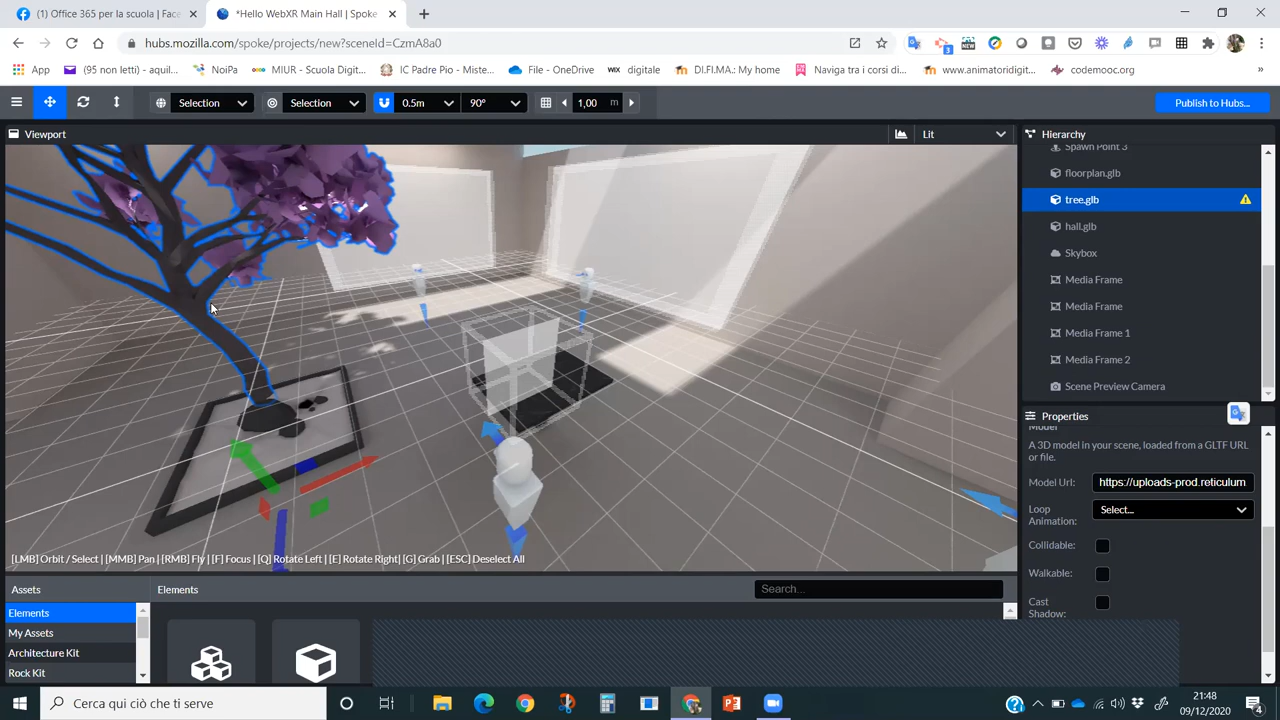 (1) Office 365 per la scuola | Face
*Hello WebXR Main Hall | Spoke
hubs.mozilla.com/spoke/projects/new?sceneId=CzmA8a0
App
(95 non letti) - aquil...
NoiPa
MIUR - Scuola Digit...
IC Padre Pio - Miste...
File - OneDrive
WIX digitale
DI.FI.MA.: My home
Naviga tra i corsi di...
www.animatoridigit...
codemooc.org
»
Selection
Selection
0.5m
90°
1,00 m
Publish to Hubs...
Viewport
Lit
Hierarchy
Spawn Point 3
floorplan.glb
tree.glb
hall.glb
Skybox
Media Frame
Media Frame
Media Frame 1
Media Frame 2
Scene Preview Camera
Properties
Model
A 3D model in your scene, loaded from a GLTF URL
or file.
Model Url: https://uploads-prod.reticulum
Loop
Animation: Select...
Collidable:
Walkable:
Cast
Shadow:
[LMB] Orbit / Select | [MMB] Pan | [RMB] Fly | [F] Focus | [Q] Rotate Left | [E] Rotate Right | [G] Grab | [ESC] Deselect All
Assets
Elements
Search...
Elements
My Assets
Architecture Kit
Rock Kit
Cerca qui ciò che ti serve
21:48
09/12/2020
4